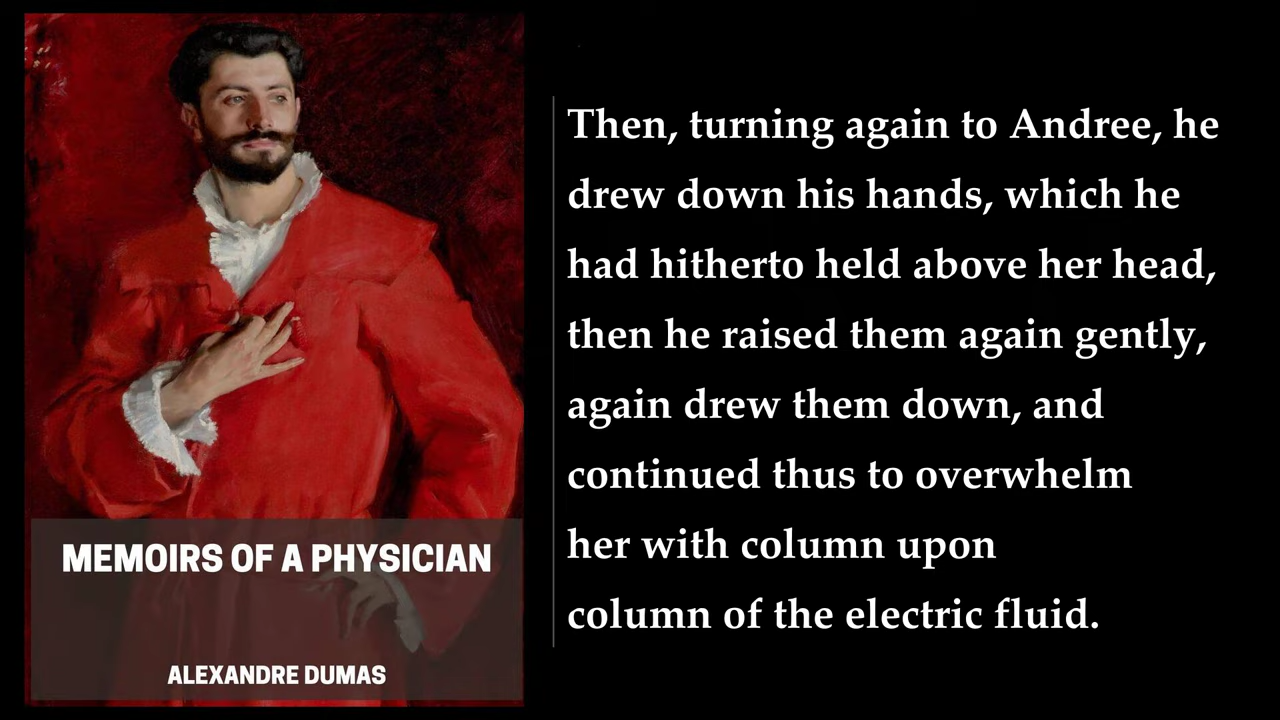 MEMOIRS OF A PHYSICIAN
ALEXANDRE DUMAS
Then, turning again to Andree, he
drew down his hands, which he
had hitherto held above her head,
then he raised them again gently,
again drew them down, and
continued thus to overwhelm
her with column upon
column of the electric fluid.